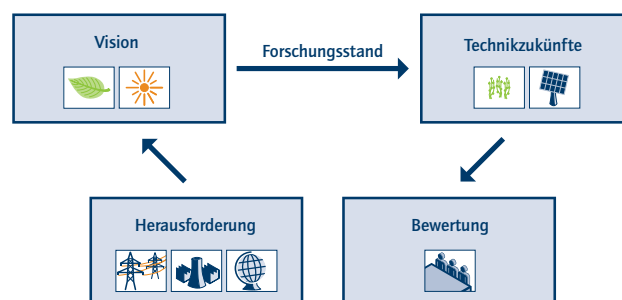 Vision
Forschungsstand
Technikzukünfte
Herausforderung
Bewertung